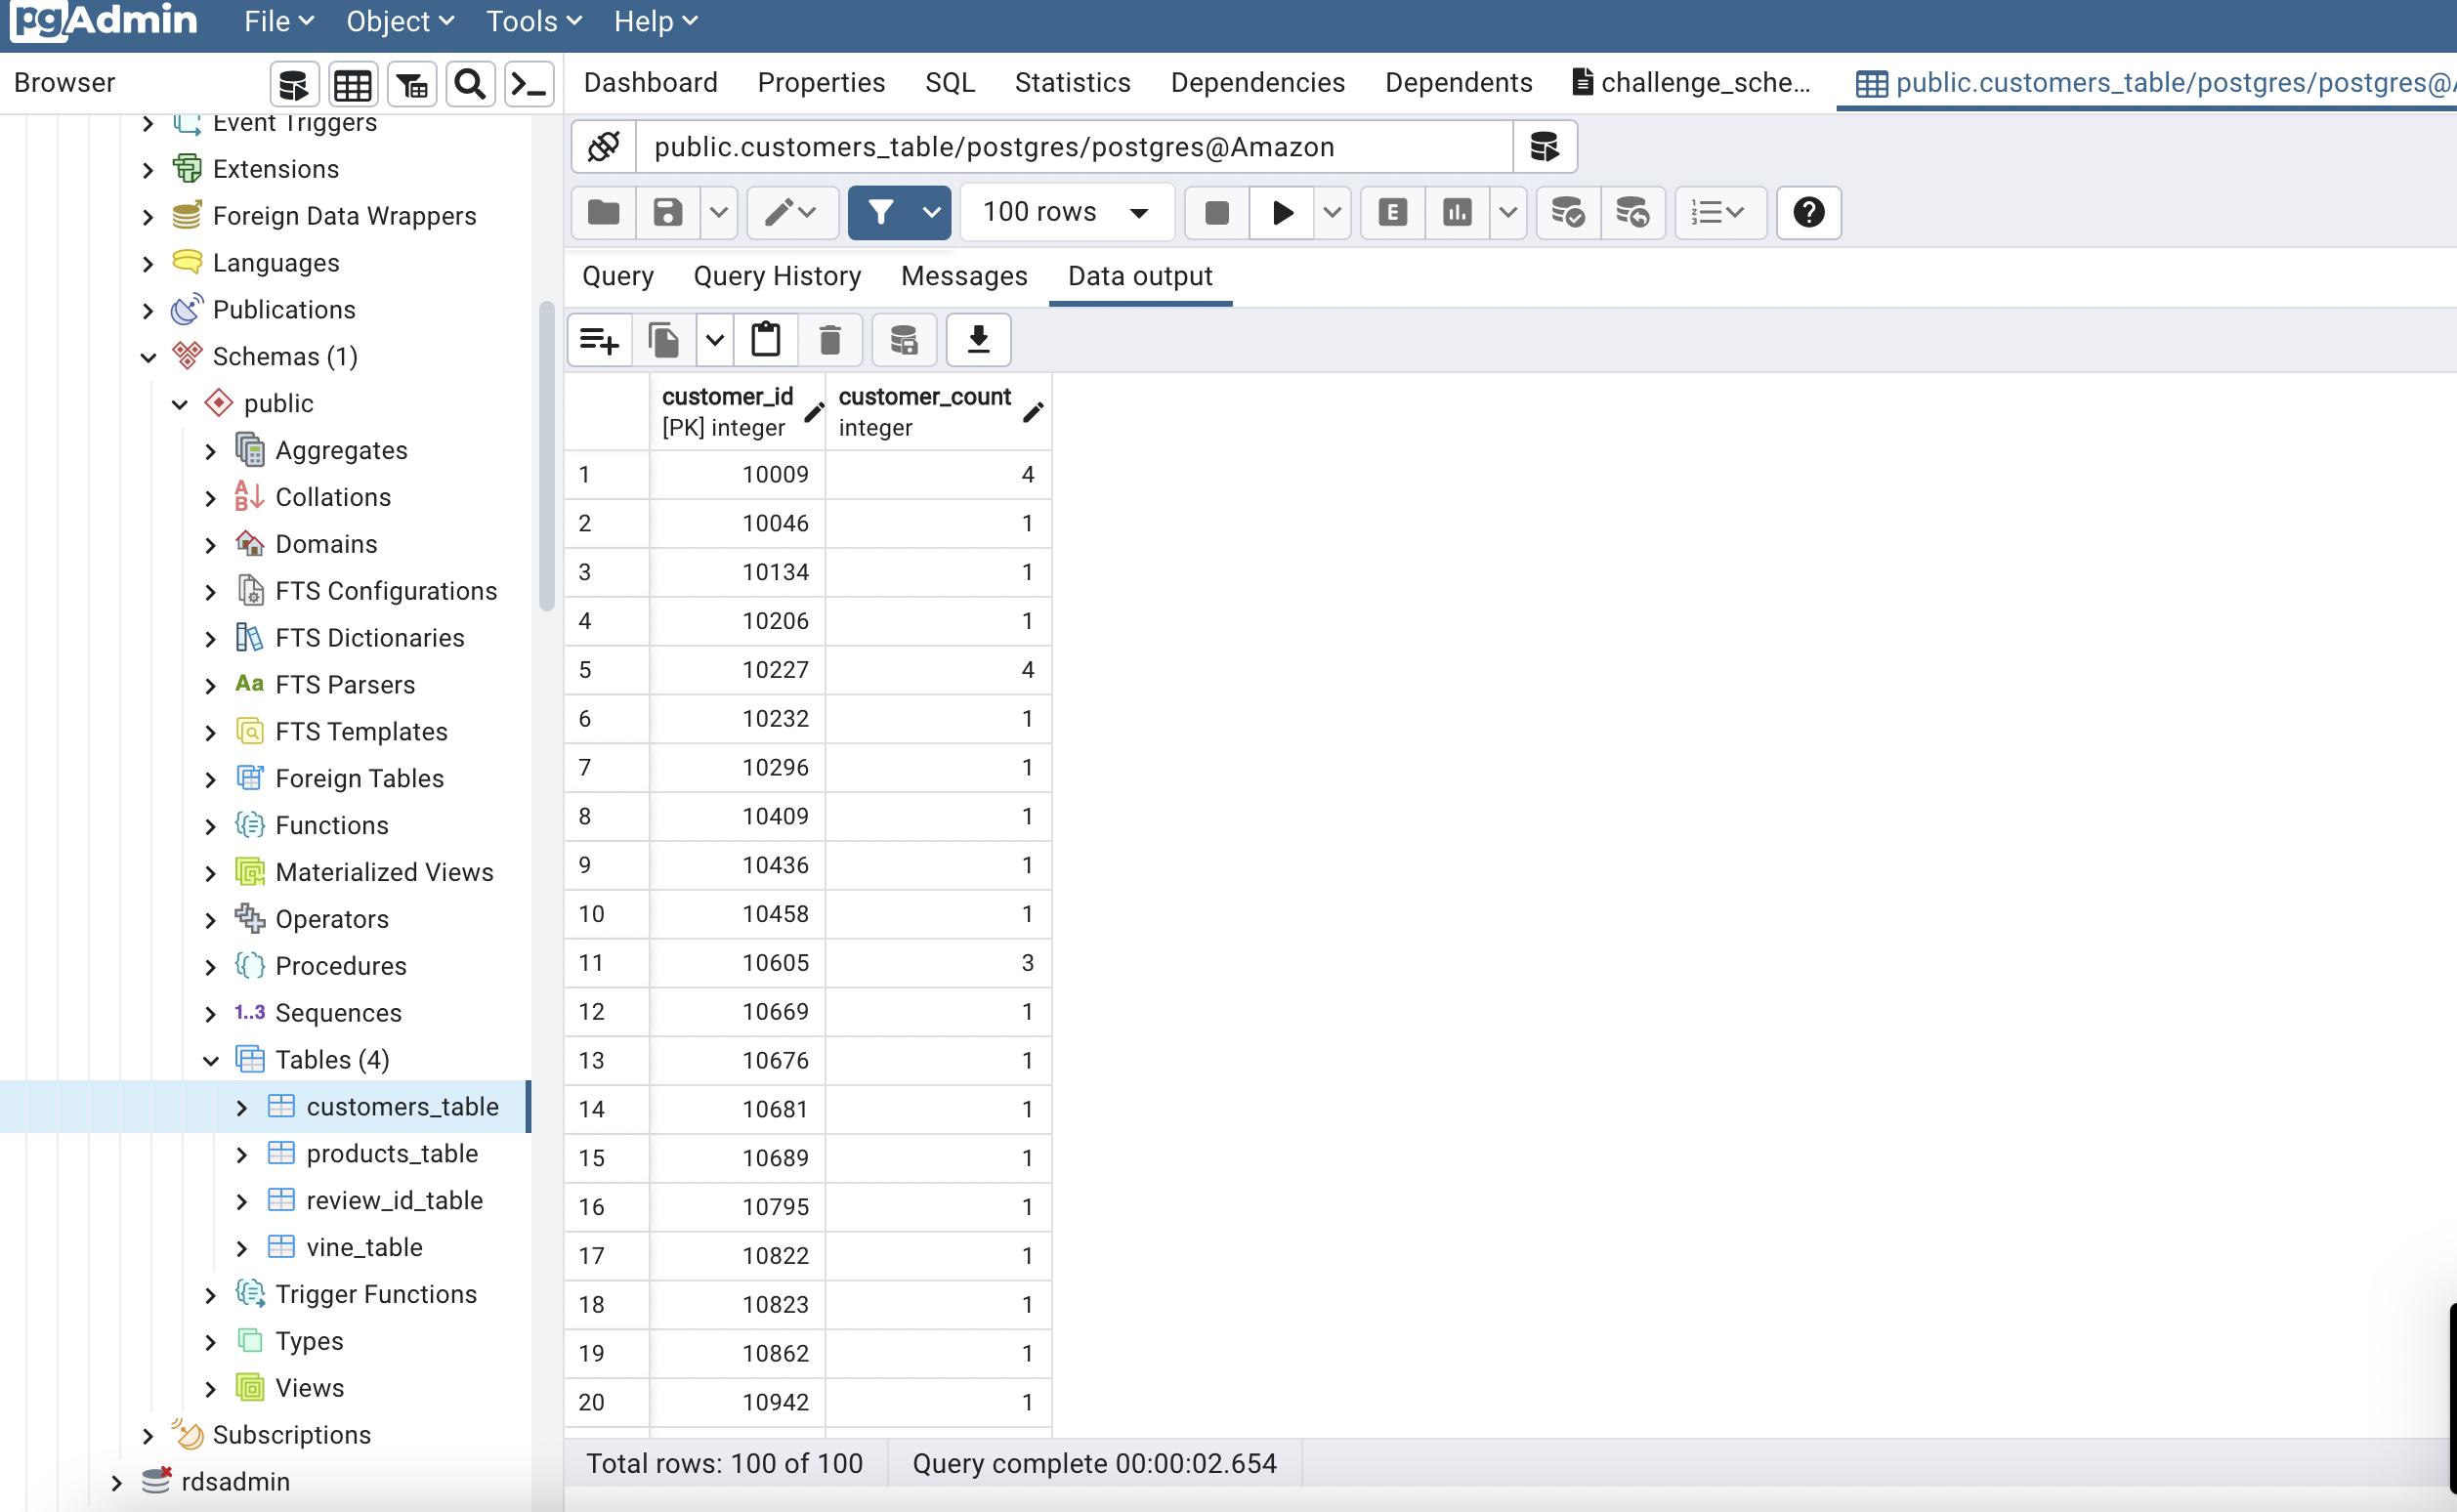 pgAdmin File Object Tools Help
Browser
Dashboard Properties SQL Statistics Dependencies Dependents challenge_sche... public.customers_table/postgres/postgres@
Event Triggers
Extensions
Foreign Data Wrappers
Languages
Publications
Schemas (1)
public
Aggregates
Collations
Domains
FTS Configurations
FTS Dictionaries
Aa FTS Parsers
FTS Templates
Foreign Tables
Functions
Materialized Views
Operators
Procedures
1..3 Sequences
Tables (4)
customers_table
products_table
review_id_table
vine_table
Trigger Functions
Types
Views
Subscriptions
rdsadmin
public.customers_table/postgres/postgres@Amazon
100 rows E
Query Query History Messages Data output
customer_id customer_count
[PK] integer integer
1 10009 4
2 10046 1
3 10134 1
4 10206 1
5 10227 4
6 10232 1
7 10296 1
8 10409 1
9 10436 1
10 10458 1
11 10605 3
12 10669 1
13 10676 1
14 10681 1
15 10689 1
16 10795 1
17 10822 1
18 10823 1
19 10862 1
20 10942 1
Total rows: 100 of 100 Query complete 00:00:02.654